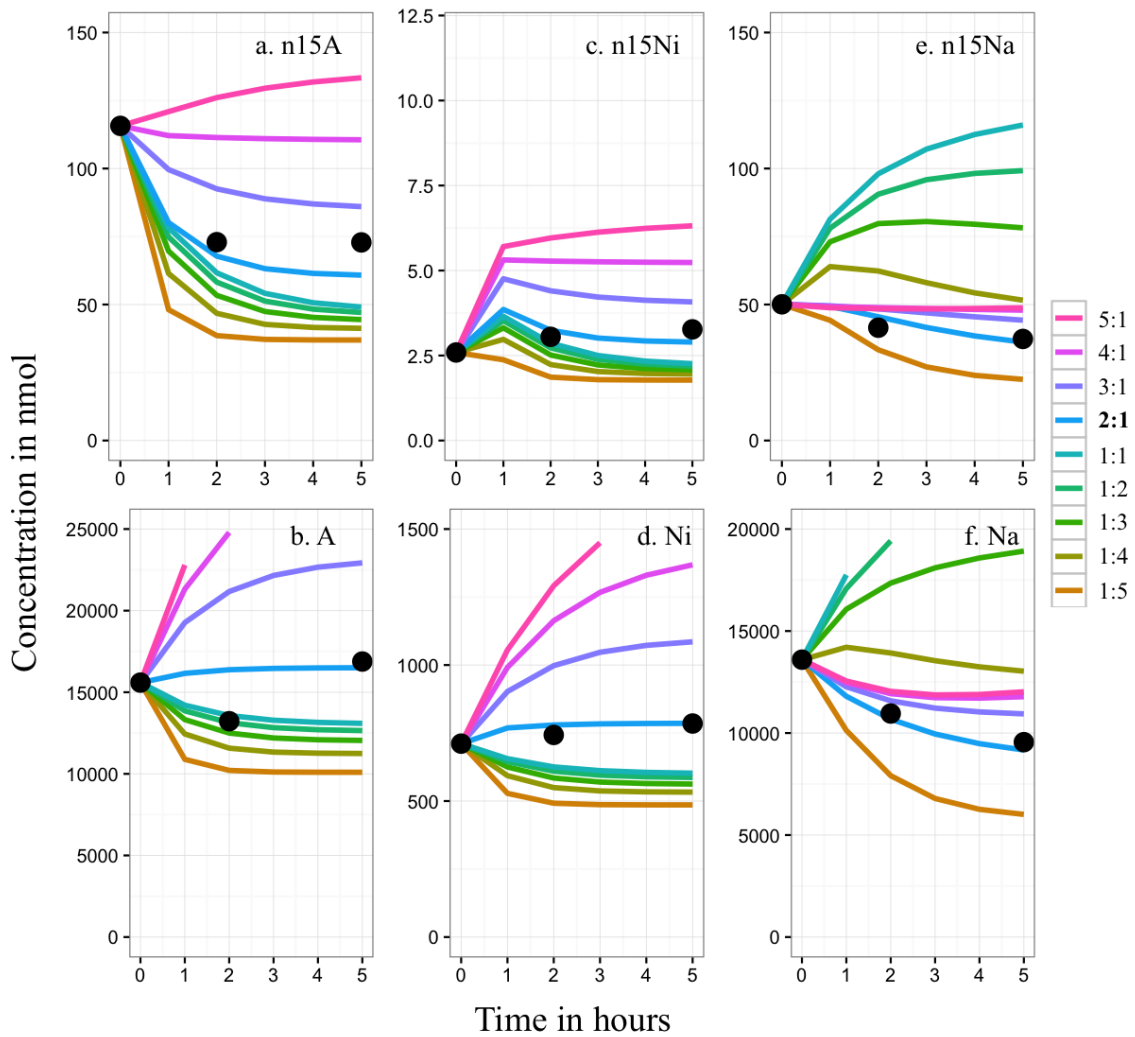 a. n15A
150
100
50
0
0 1 2 3 4 5
c. n15Ni
12.5
10.0
7.5
5.0
2.5
0.0
0 1 2 3 4 5
e. n15Na
150
100
50
0
0 1 2 3 4 5
b. A
25000
20000
15000
10000
5000
0
0 1 2 3 4 5
d. Ni
1500
1000
500
0
0 1 2 3 4 5
f. Na
20000
15000
10000
5000
0
0 1 2 3 4 5
Concentration in nmol
Time in hours
5:1
4:1
3:1
2:1
1:1
1:2
1:3
1:4
1:5